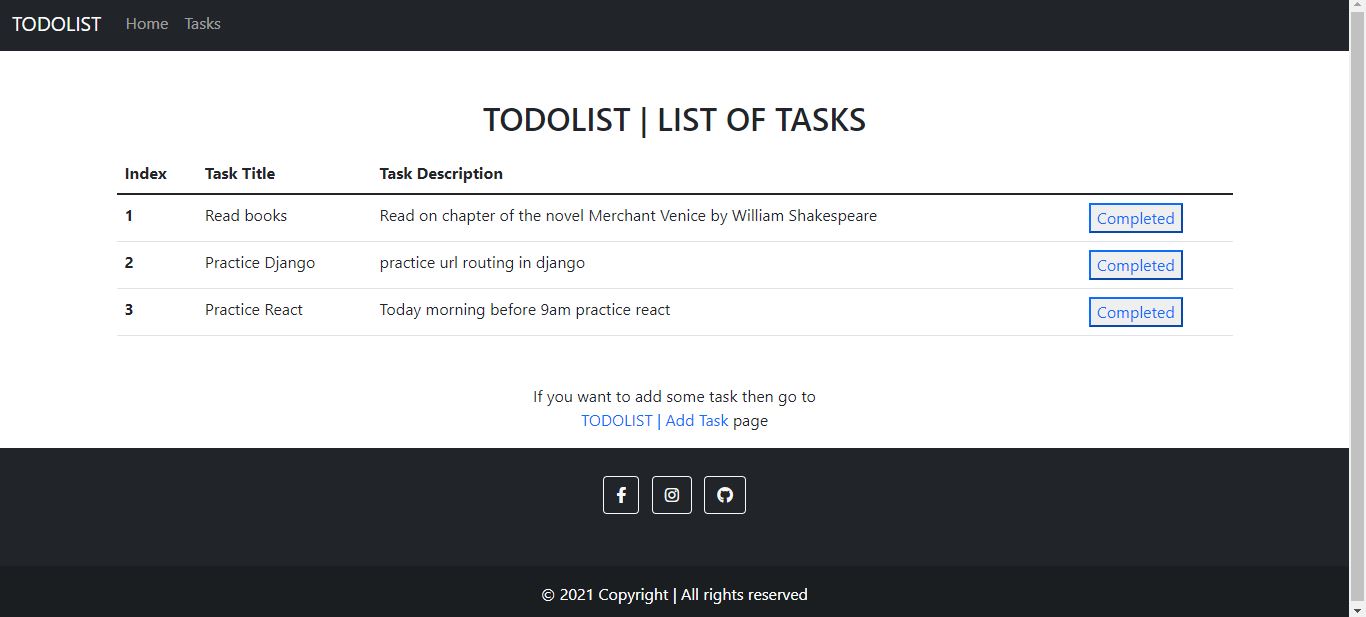 TODOLIST Home Tasks
TODOLIST | LIST OF TASKS
Index Task Title Task Description
1 Read books Read on chapter of the novel Merchant Venice by William Shakespeare Completed
2 Practice Django practice url routing in django Completed
3 Practice React Today morning before 9am practice react Completed
If you want to add some task then go to
TODOLIST | Add Task page
© 2021 Copyright | All rights reserved